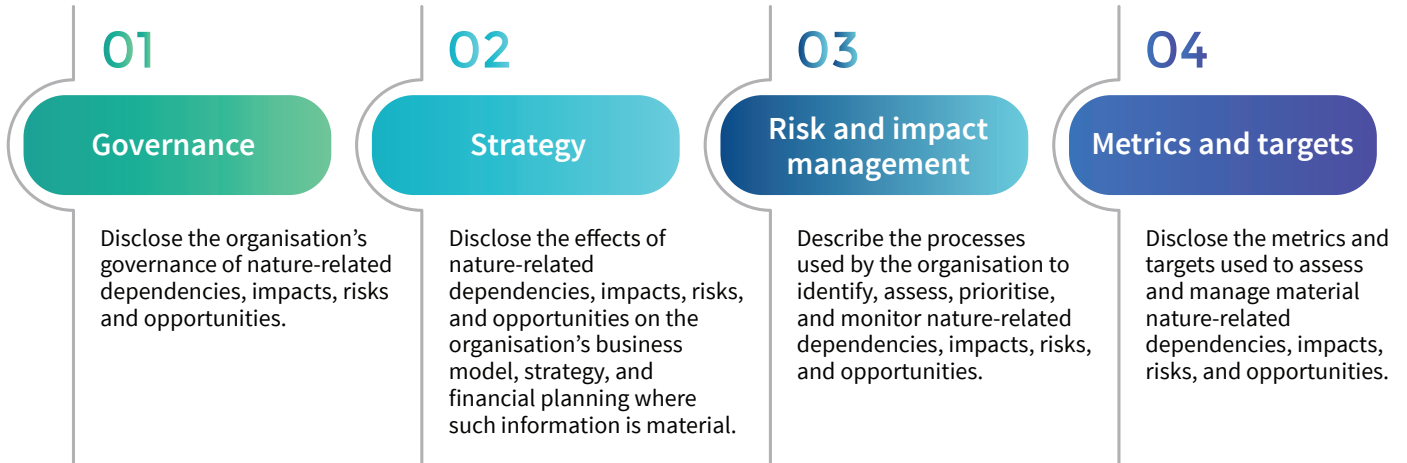 01
Governance
Disclose the organisation’s
governance of nature-related
dependencies, impacts, risks
and opportunities.
02
Strategy
Disclose the effects of
nature-related
dependencies, impacts, risks,
and opportunities on the
organisation’s business
model, strategy, and
financial planning where
such information is material.
03
Risk and impact
management
Describe the processes
used by the organisation to
identify, assess, prioritise,
and monitor nature-related
dependencies, impacts, risks,
and opportunities.
04
Metrics and targets
Disclose the metrics and
targets used to assess
and manage material
nature-related
dependencies, impacts,
risks, and opportunities.